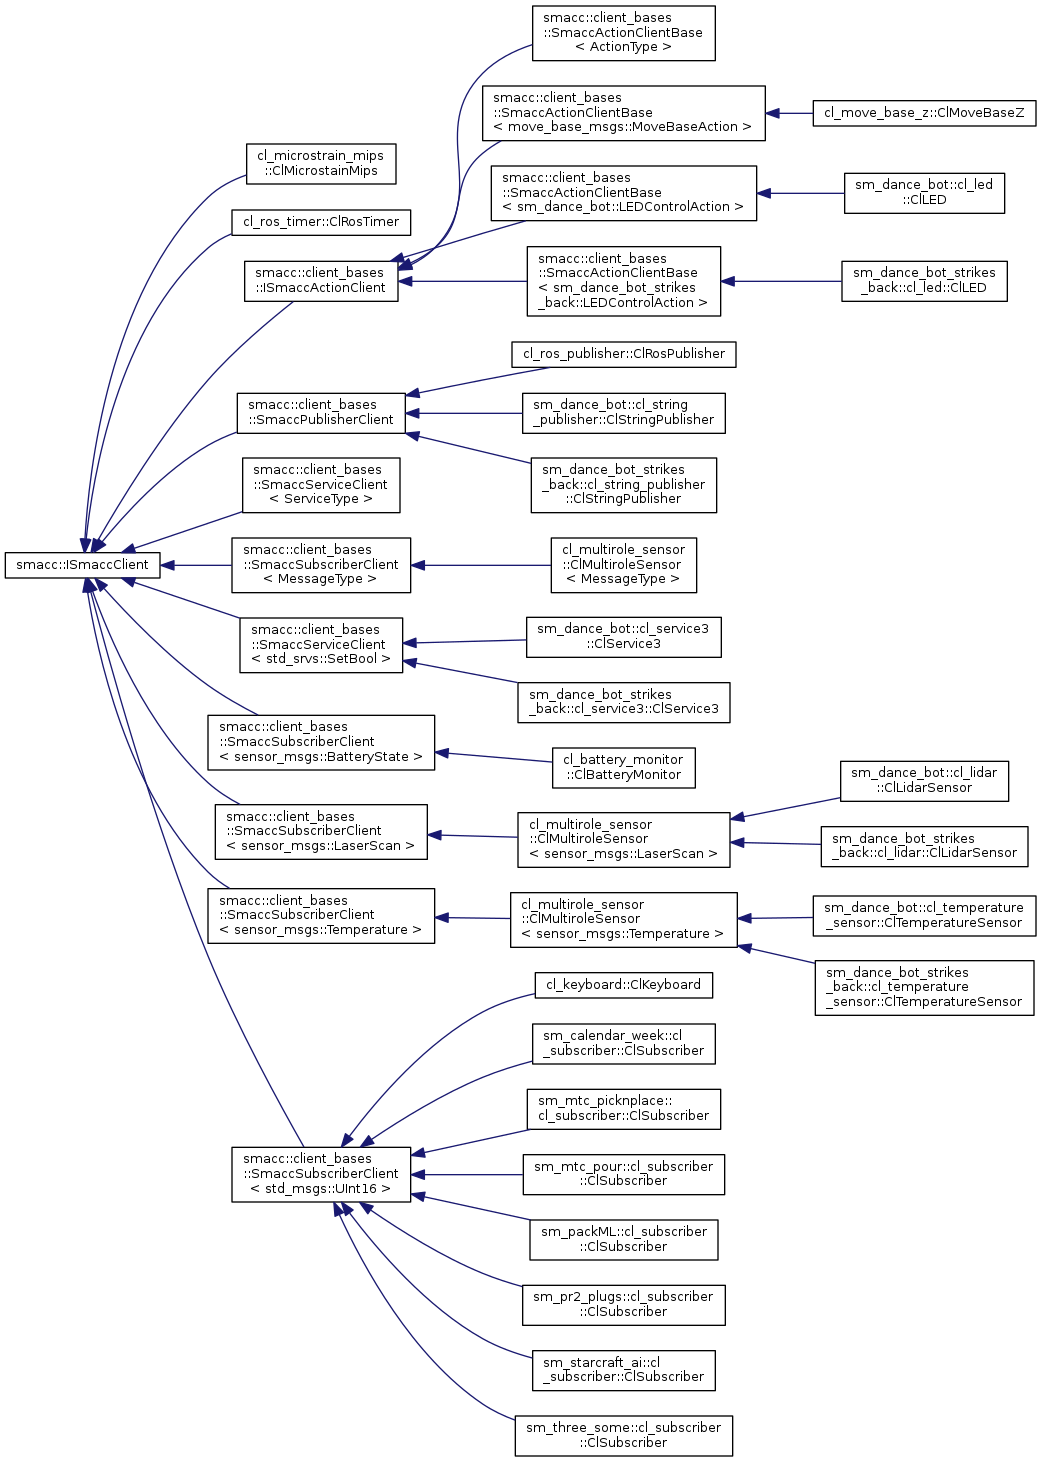 smacc::client_bases
::SmaccActionClientBase
< ActionType >
smacc::client_bases
::SmaccActionClientBase
< move_base_msgs::MoveBaseAction >
cl_move_base_z::ClMoveBaseZ
cl_microstrain_mips
::ClMicrostainMips
smacc::client_bases
::SmaccActionClientBase
< sm_dance_bot::LEDControlAction >
sm_dance_bot::cl_led
::ClLED
cl_ros_timer::ClRosTimer
smacc::client_bases
::ISmaccActionClient
smacc::client_bases
::SmaccActionClientBase
< sm_dance_bot_strikes
_back::LEDControlAction >
sm_dance_bot_strikes
_back::cl_led::ClLED
cl_ros_publisher::ClRosPublisher
smacc::client_bases
::SmaccPublisherClient
sm_dance_bot::cl_string
_publisher::ClStringPublisher
smacc::client_bases
::SmaccServiceClient
< ServiceType >
sm_dance_bot_strikes
_back::cl_string_publisher
::ClStringPublisher
smacc::ISmaccClient
smacc::client_bases
::SmaccSubscriberClient
< MessageType >
cl_multirole_sensor
::ClMultiroleSensor
< MessageType >
smacc::client_bases
::SmaccServiceClient
< std_srvs::SetBool >
sm_dance_bot::cl_service3
::ClService3
sm_dance_bot_strikes
_back::cl_service3::ClService3
smacc::client_bases
::SmaccSubscriberClient
< sensor_msgs::BatteryState >
cl_battery_monitor
::ClBatteryMonitor
smacc::client_bases
::SmaccSubscriberClient
< sensor_msgs::LaserScan >
cl_multirole_sensor
::ClMultiroleSensor
< sensor_msgs::LaserScan >
sm_dance_bot::cl_lidar
::ClLidarSensor
sm_dance_bot_strikes
_back::cl_lidar::ClLidarSensor
smacc::client_bases
::SmaccSubscriberClient
< sensor_msgs::Temperature >
cl_multirole_sensor
::ClMultiroleSensor
< sensor_msgs::Temperature >
sm_dance_bot::cl_temperature
_sensor::ClTemperatureSensor
sm_dance_bot_strikes
_back::cl_temperature
_sensor::ClTemperatureSensor
cl_keyboard::ClKeyboard
sm_calendar_week::cl
_subscriber::ClSubscriber
sm_mtc_picknplace::
cl_subscriber::ClSubscriber
smacc::client_bases
::SmaccSubscriberClient
< std_msgs::UInt16 >
sm_mtc_pour::cl_subscriber
::ClSubscriber
sm_packML::cl_subscriber
::ClSubscriber
sm_pr2_plugs::cl_subscriber
::ClSubscriber
sm_starcraft_ai::cl
_subscriber::ClSubscriber
sm_three_some::cl_subscriber
::ClSubscriber